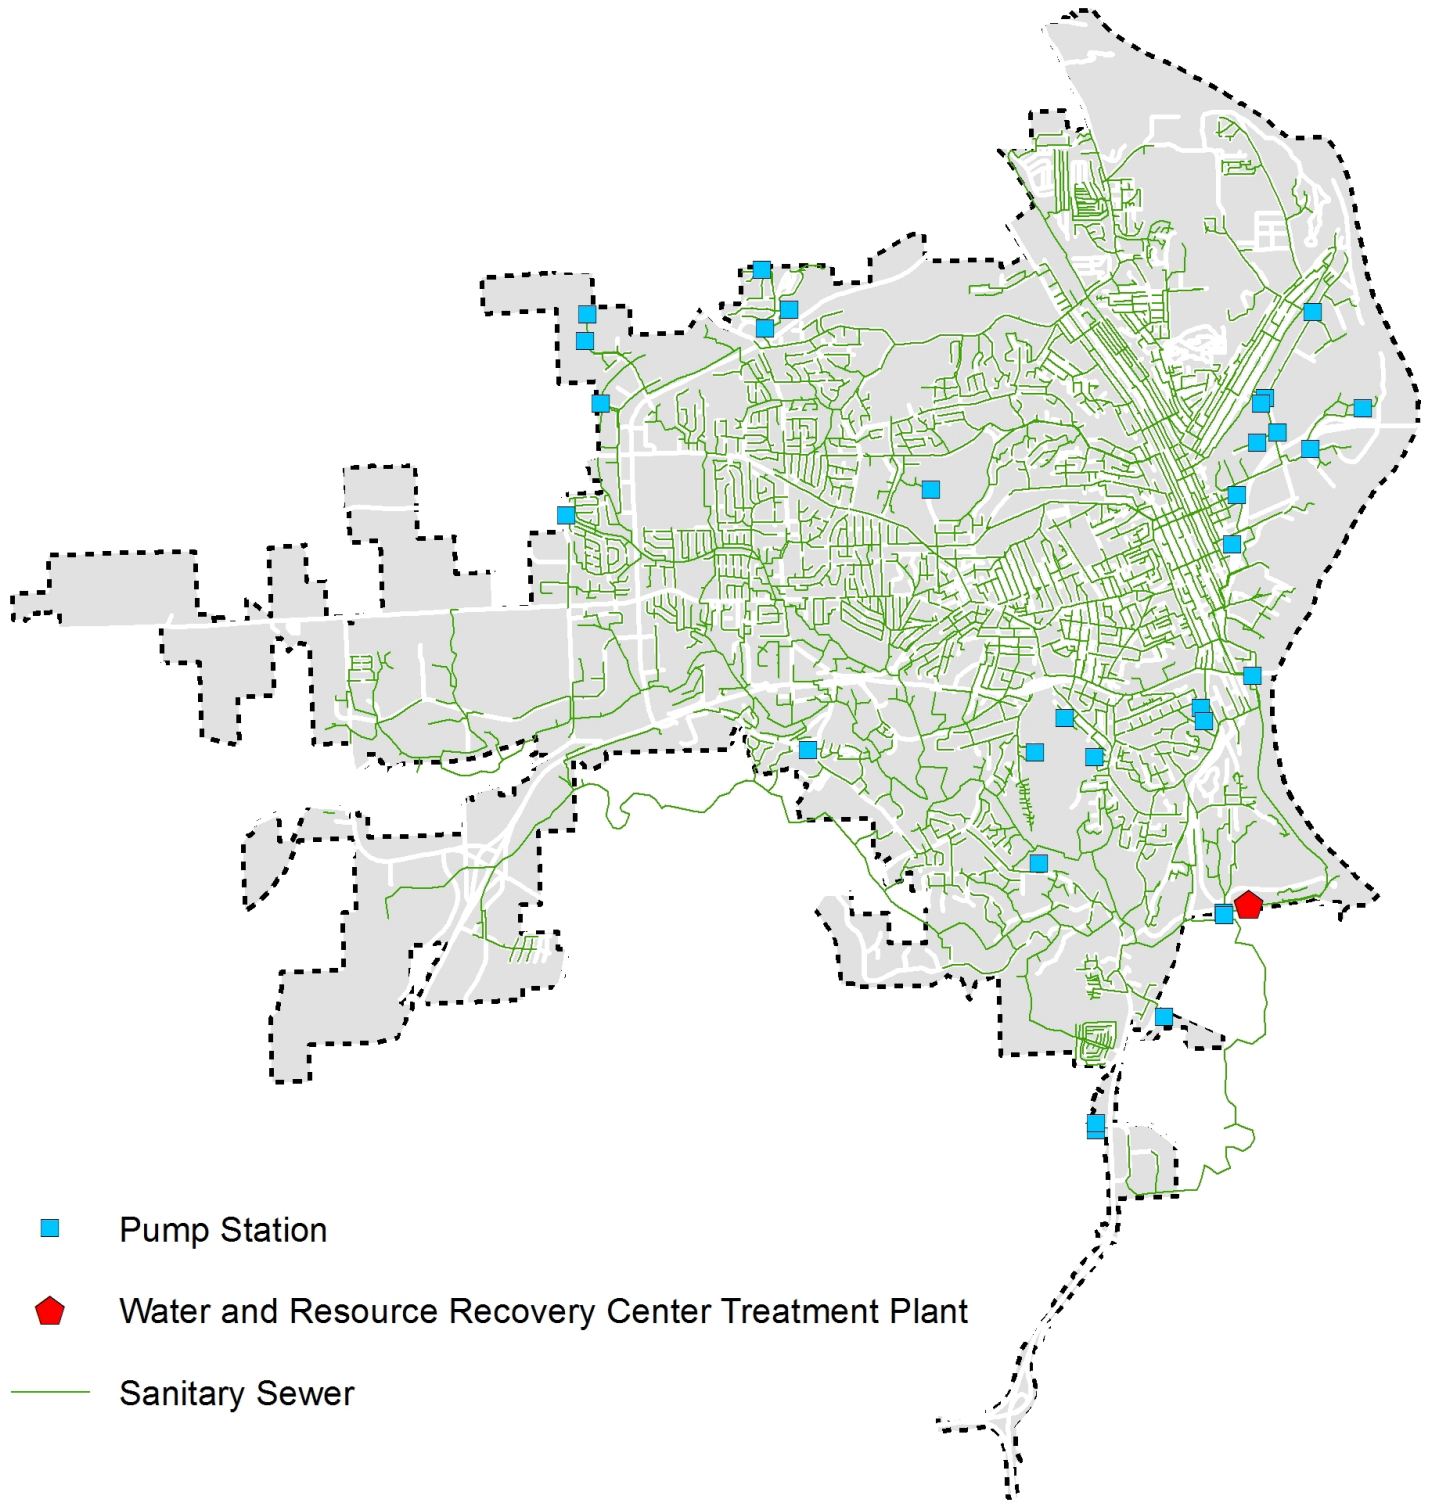 Pump Station
Water and Resource Recovery Center Treatment Plant
Sanitary Sewer